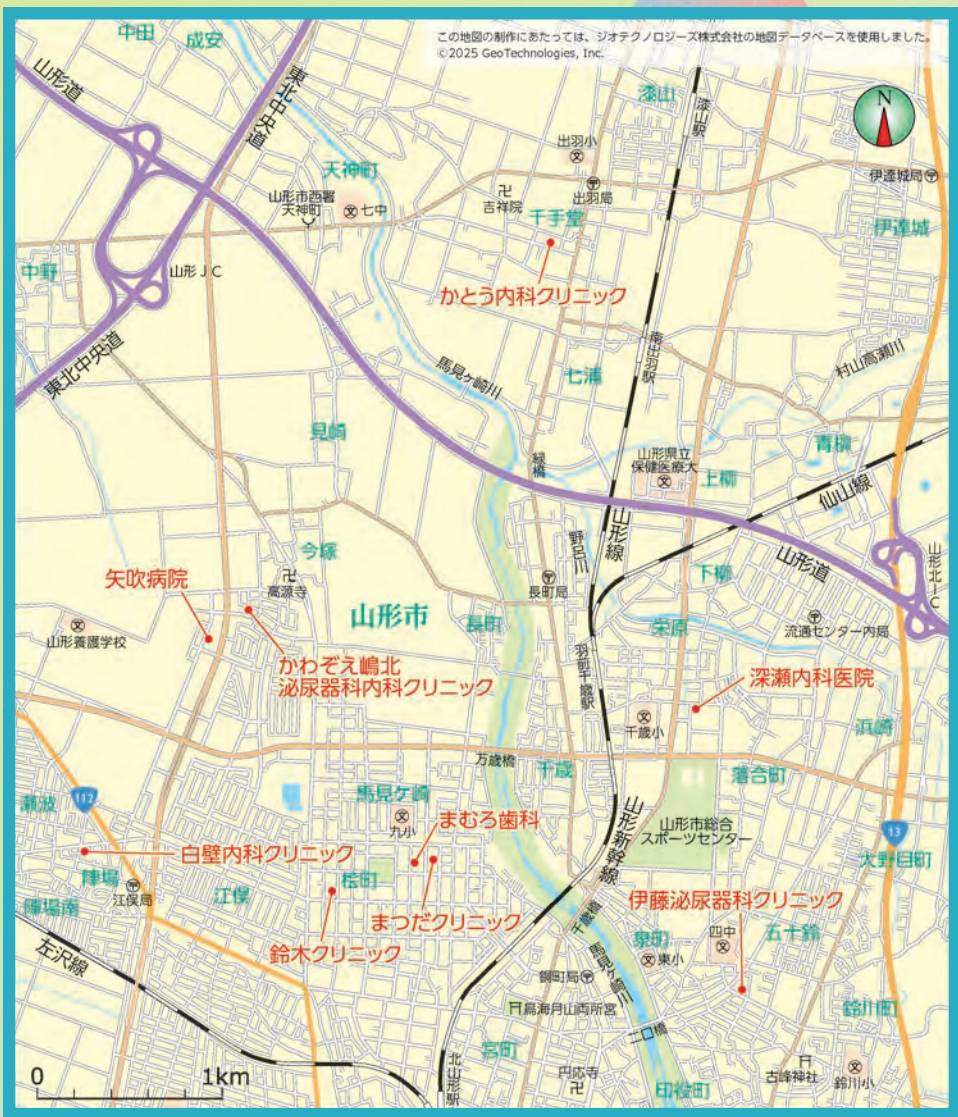 この地図の制作にあたっては、ジオテクノロジーズ株式会社の地図データベースを使用しました。
©2025 GeoTechnologies, Inc.
中田
成安
山形道
東北中央道
漆山
漆山駅
N
出羽小
天神町
山形市西署
天神町
七中
吉祥院
出羽局
千手堂
伊達城局
伊達城
中野
山形JC
かとう内科クリニック
東北中央道
馬見ヶ崎川
七浦
南出羽駅
村山高瀬川
見崎
緑橋
山形県立
保健医療大
上柳
青柳
仙山線
山形線
野呂川
今塚
高源寺
矢吹病院
山形市
長町
長町局
下柳
山形道
山形北IC
山形養護学校
かわぞえ嶋北
泌尿器科内科クリニック
羽前千歳駅
栄原
流通センター内局
深瀬内科医院
千歳小
浜崎
万歳橋
千歳
落合町
瀬波
112
馬見ケ崎
九小
まむろ歯科
山形新幹線
山形市総合
スポーツセンター
13
大野目町
白壁内科クリニック
陣場
江俣局
江俣
桧町
陣場南
まつだクリニック
鈴木クリニック
伊藤泌尿器科クリニック
千歳橋
泉町
四中
五十鈴
東小
左沢線
馬見ヶ崎川
銅町局
鳥海月山両所宮
鈴川町
二口橋
宮町
北山形駅
円応寺
印役町
古峰神社
鈴川小
0
1km